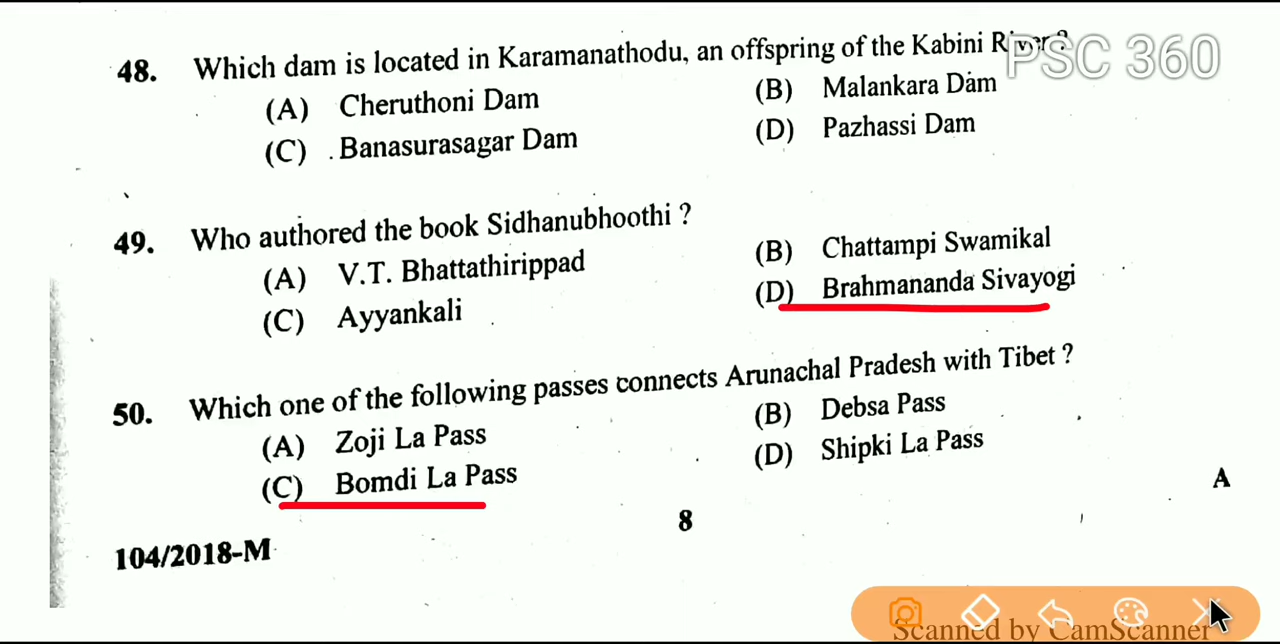 48. Which dam is located in Karamanathodu, an offspring of the Kabini River?
PSC 360
(A) Cheruthoni Dam (B) Malankara Dam
(C) Banasurasagar Dam (D) Pazhassi Dam
49. Who authored the book Sidhanubhoothi ?
(A) V.T. Bhattathirippad (B) Chattampi Swamikal
(C) Ayyankali (D) Brahmananda Sivayogi
50. Which one of the following passes connects Arunachal Pradesh with Tibet ?
(A) Zoji La Pass (B) Debsa Pass
(C) Bomdi La Pass (D) Shipki La Pass
A
8
104/2018-M
Scanned by CamScanner